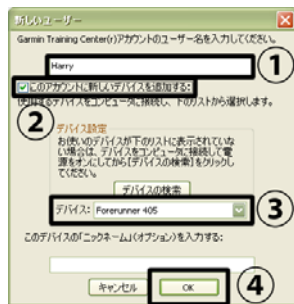 新しいユーザー
Garmin Training Center(r)アカウントのユーザー名を入力してください。
Harry
①
このアカウントに新しいデバイスを追加する:
使用するデバイスをコンピュータに接続し、下のリストから選択します。
②
デバイス設定
お使いのデバイスが下のリストに表示されていな
い場合は、デバイスをコンピュータに接続して電
源をオンにしてから[デバイスの検索]をクリックし
てください。
デバイスの検索
デバイス: Forerunner 405
③
このデバイスの「ニックネーム」(オプション)を入力する:
④
キャンセル
OK